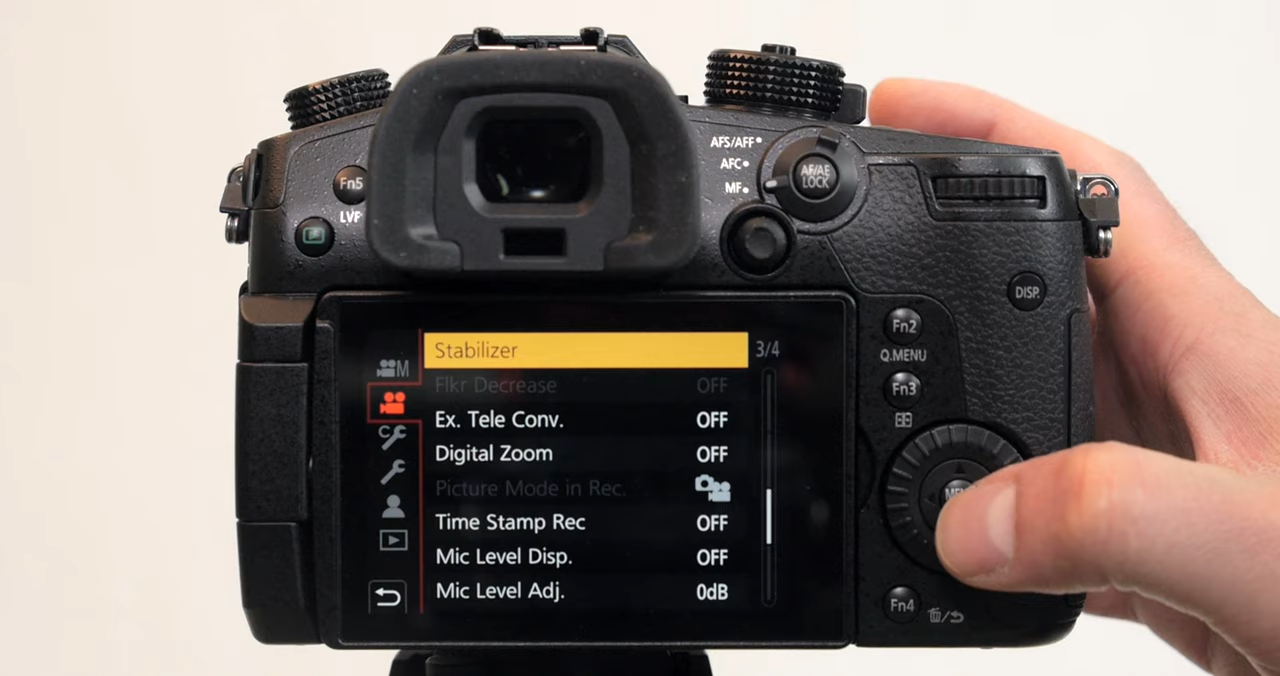 AFS/AFF
AFC
MF
AF/AE
LOCK
Fn5
LVF
DISP.
Fn2
Q.MENU
Fn3
Fn4
Stabilizer
3/4
M
Flkr Decrease OFF
Ex. Tele Conv. OFF
C
Digital Zoom OFF
Picture Mode in Rec.
Time Stamp Rec OFF
Mic Level Disp. OFF
Mic Level Adj. 0dB